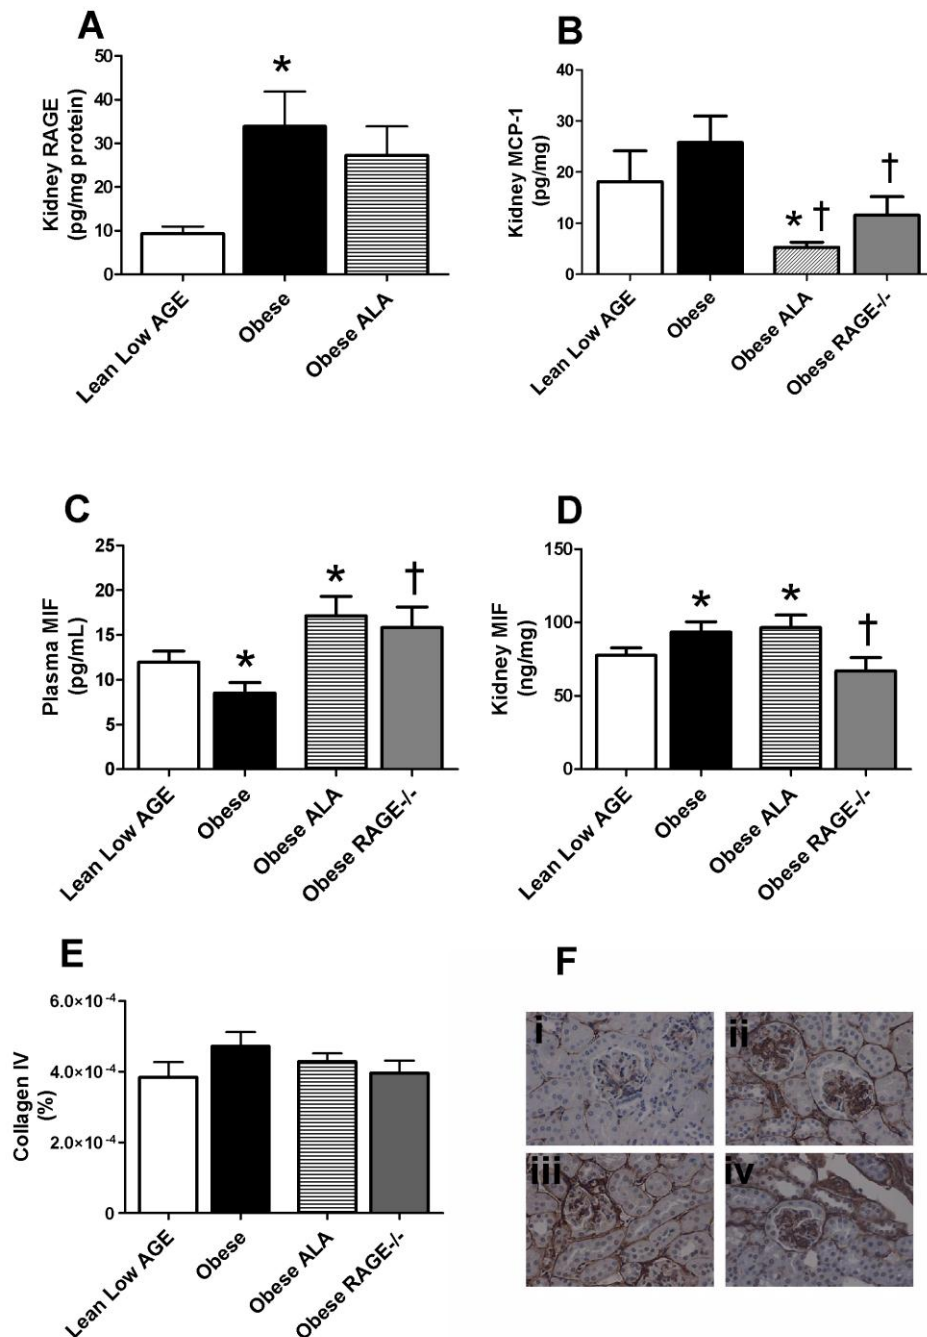 A
Kidney RAGE
(pg/mg protein)
50
40
30
20
10
0
*
Lean Low AGE
Obese
Obese ALA
B
Kidney MCP-1
(pg/mg)
40
30
20
10
0
* †
†
Lean Low AGE
Obese
Obese ALA
Obese RAGE-/-
C
Plasma MIF
(pg/mL)
25
20
15
10
5
0
*
*
†
Lean Low AGE
Obese
Obese ALA
Obese RAGE-/-
D
Kidney MIF
(ng/mg)
150
100
50
0
*
*
†
Lean Low AGE
Obese
Obese ALA
Obese RAGE-/-
E
Collagen IV
(%)
6.0×10⁻⁴
4.0×10⁻⁴
2.0×10⁻⁴
0
Lean Low AGE
Obese
Obese ALA
Obese RAGE-/-
F
i
ii
iii
iv